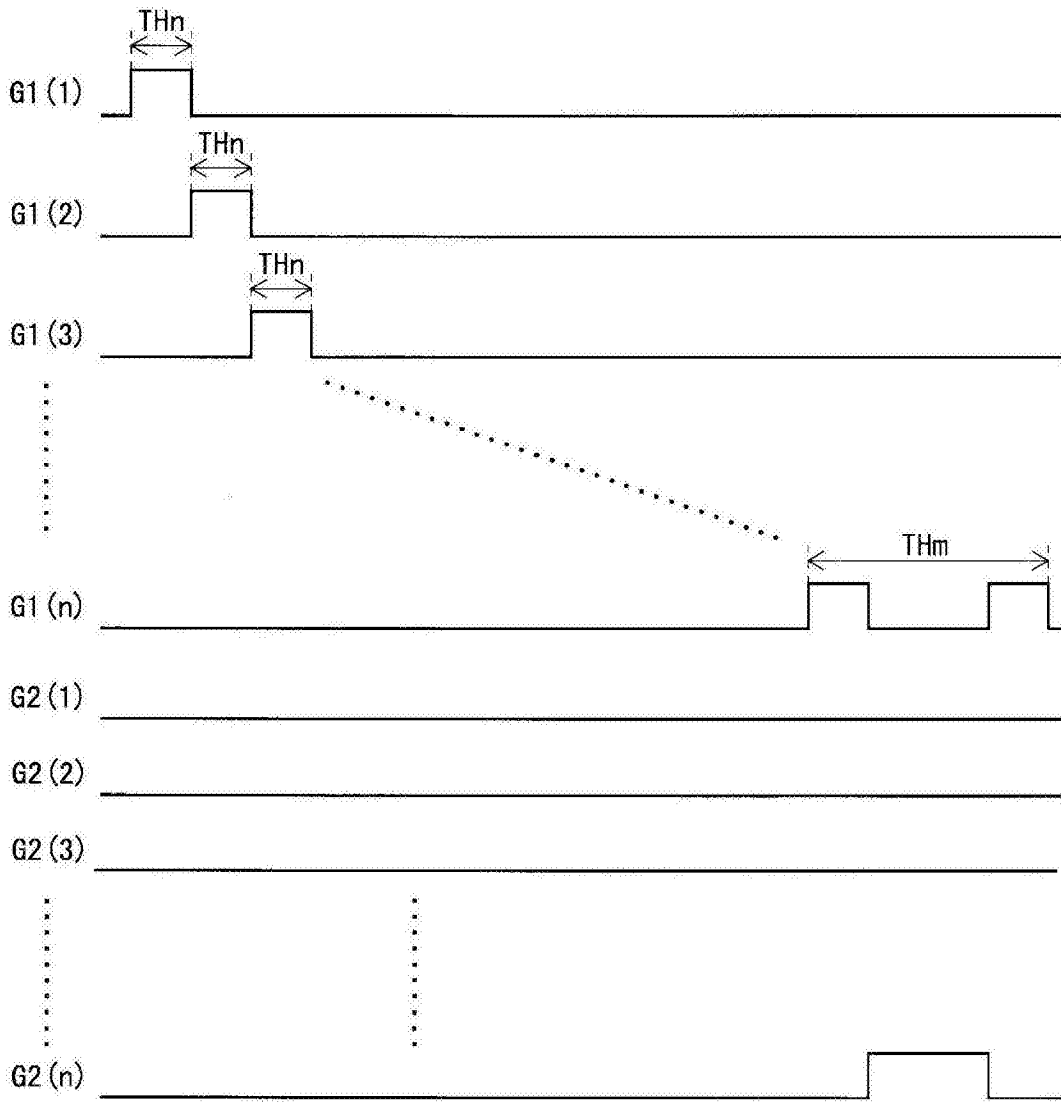 THn
G1(1)
THn
G1(2)
THn
G1(3)
THm
G1(n)
G2(1)
G2(2)
G2(3)
G2(n)